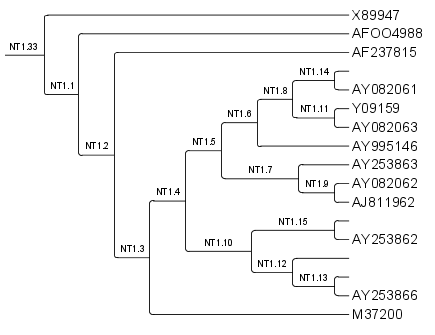 X89947
AFOO4988
NT1.33
AF237815
NT1.14
NT1.1
NT1.8
AY082061
Y09159
NT1.6
NT1.11
AY082063
NT1.2
AY995146
NT1.5
AY253863
NT1.7
AY082062
NT1.9
NT1.4
AJ811962
NT1.15
AY253862
NT1.3
NT1.10
NT1.12
NT1.13
AY253866
M37200